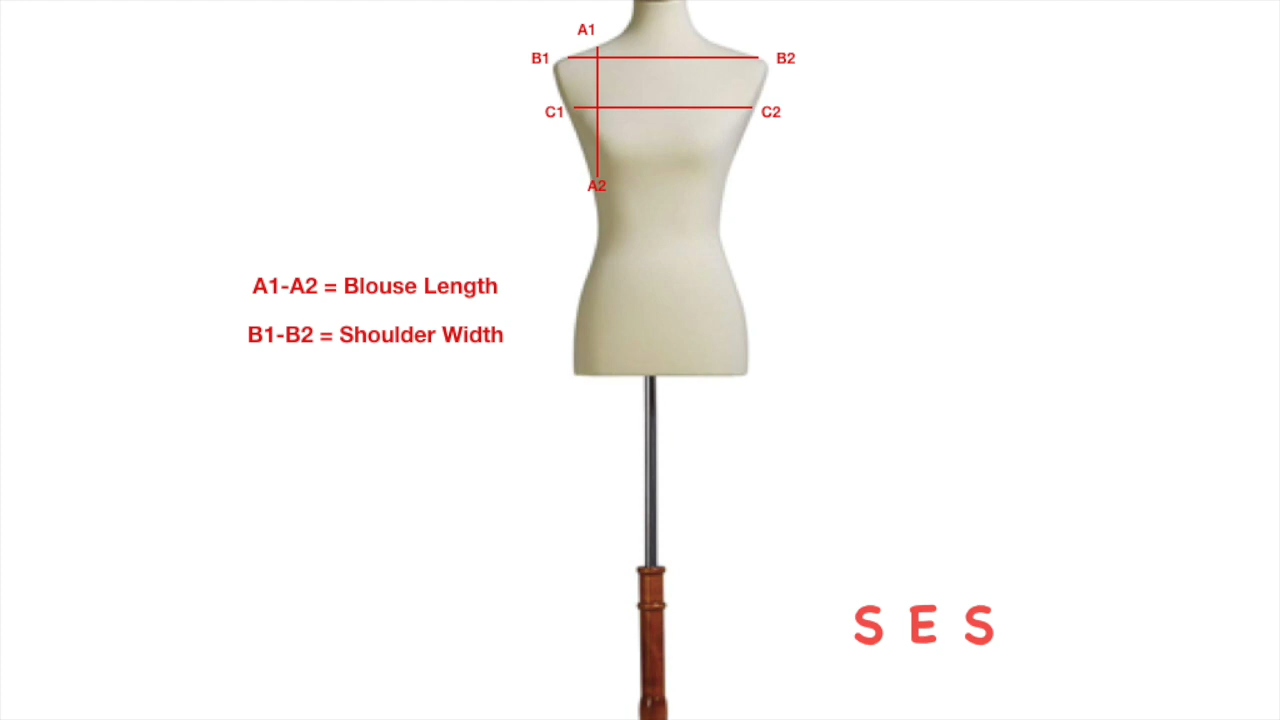 A1
B1 B2
C1 C2
A2
A1-A2 = Blouse Length
B1-B2 = Shoulder Width
S E S